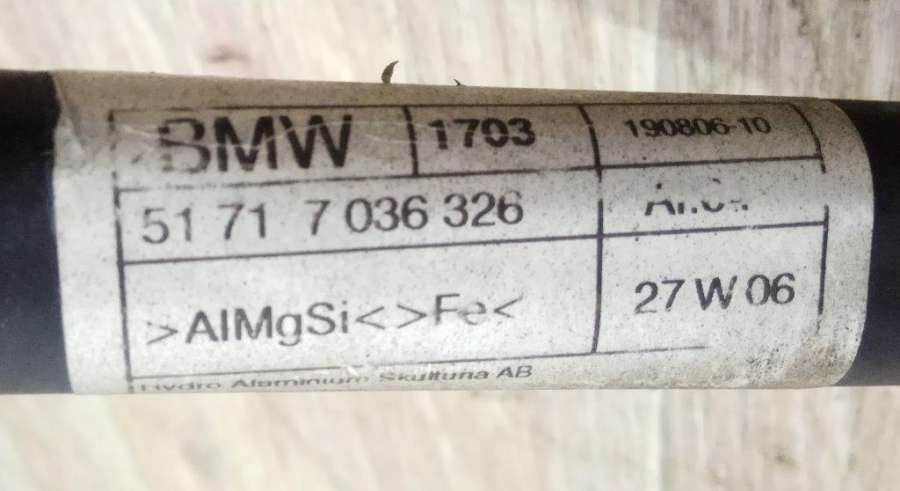 BMW 1703 190806-10
51 71 7 036 326
>AlMgSi<>Fe< 27 W 06
Hydro Aluminium Skultuna AB